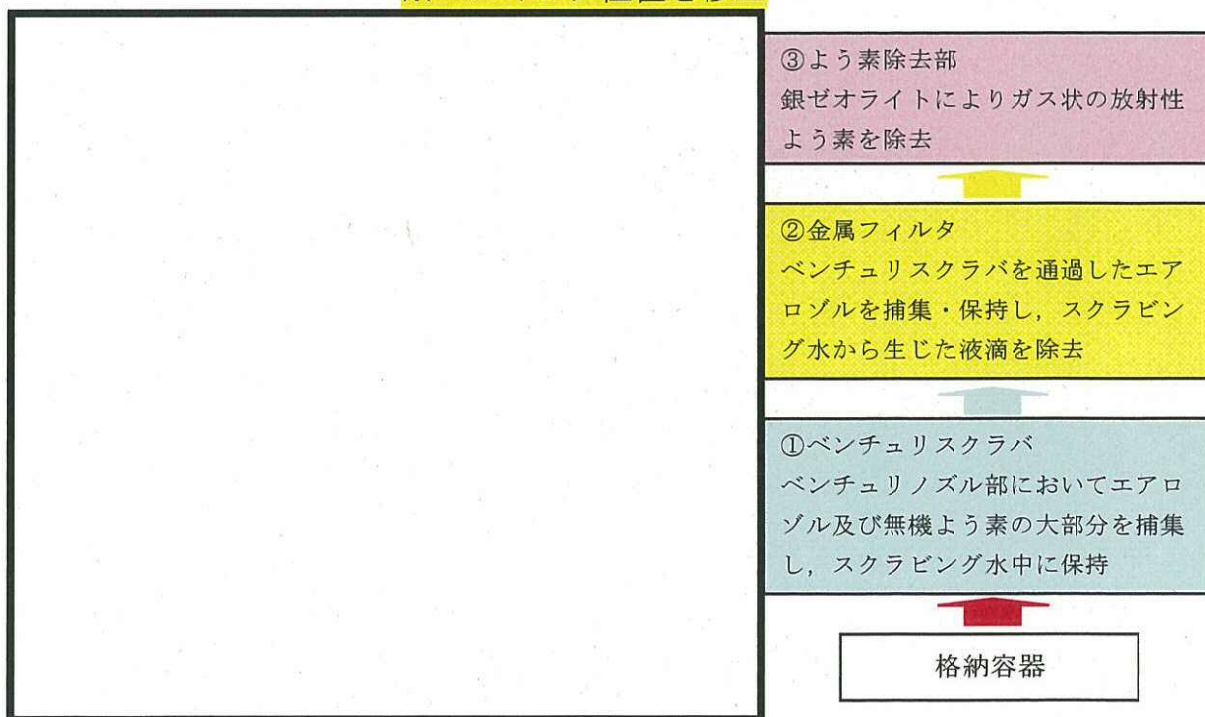 ③よう素除去部
銀ゼオライトによりガス状の放射性
よう素を除去
②金属フィルタ
ベンチュリスクラバを通過したエア
ロゾルを捕集・保持し，スクラビン
グ水から生じた液滴を除去
①ベンチュリスクラバ
ベンチュリノズル部においてエアロ
ゾル及び無機よう素の大部分を捕集
し，スクラビング水中に保持
格納容器